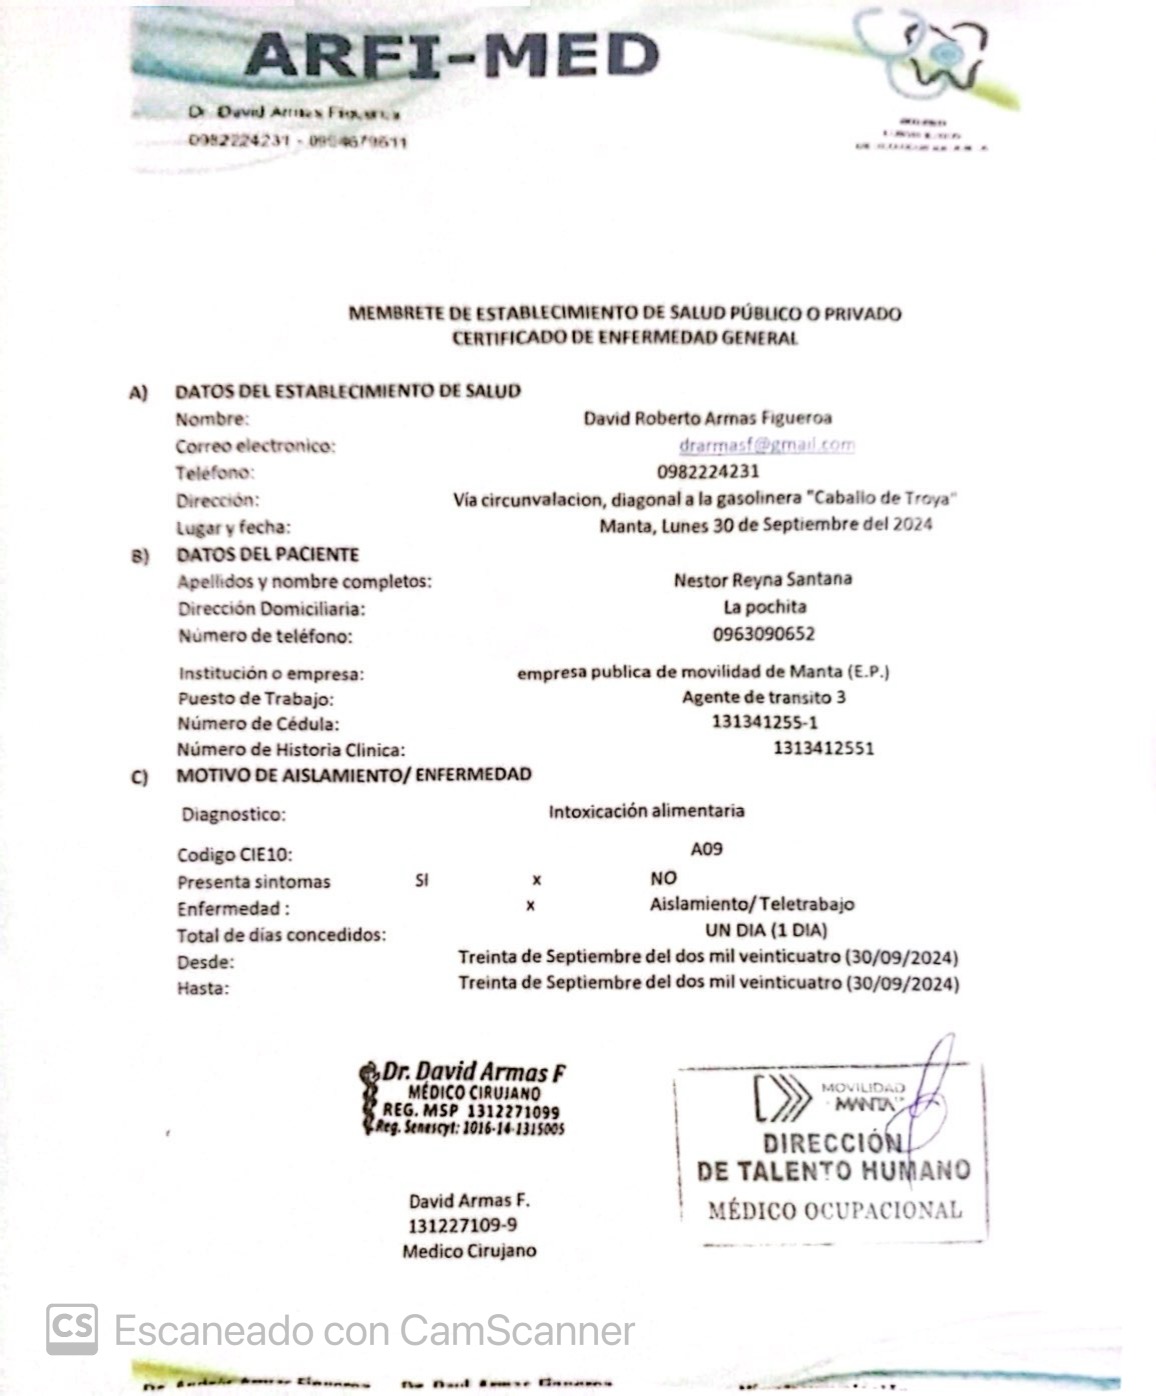 ARFI-MED
Dr. David Armas Figueroa
0982224231 - 0984679611
MEMBRETE DE ESTABLECIMIENTO DE SALUD PÚBLICO O PRIVADO
CERTIFICADO DE ENFERMEDAD GENERAL
A) DATOS DEL ESTABLECIMIENTO DE SALUD
Nombre: David Roberto Armas Figueroa
Correo electronico: drarmasf@gmail.com
Teléfono: 0982224231
Dirección: Vía circunvalacion, diagonal a la gasolinera "Caballo de Troya"
Lugar y fecha: Manta, Lunes 30 de Septiembre del 2024
B) DATOS DEL PACIENTE
Apellidos y nombre completos: Nestor Reyna Santana
Dirección Domiciliaria: La pochita
Número de teléfono: 0963090652
Institución o empresa: empresa publica de movilidad de Manta (E.P.)
Puesto de Trabajo: Agente de transito 3
Número de Cédula: 131341255-1
Número de Historia Clinica: 1313412551
C) MOTIVO DE AISLAMIENTO/ ENFERMEDAD
Diagnostico: Intoxicación alimentaria
Codigo CIE10: A09
Presenta sintomas SI x NO
Enfermedad : x Aislamiento/Teletrabajo
Total de días concedidos: UN DIA (1 DIA)
Desde: Treinta de Septiembre del dos mil veinticuatro (30/09/2024)
Hasta: Treinta de Septiembre del dos mil veinticuatro (30/09/2024)
Dr. David Armas F
MÉDICO CIRUJANO
REG. MSP 1312271099
Reg. Senescyt: 1016-14-1315005
MOVILIDAD
MANTA
DIRECCIÓN
DE TALENTO HUMANO
MÉDICO OCUPACIONAL
David Armas F.
131227109-9
Medico Cirujano
CS Escaneado con CamScanner